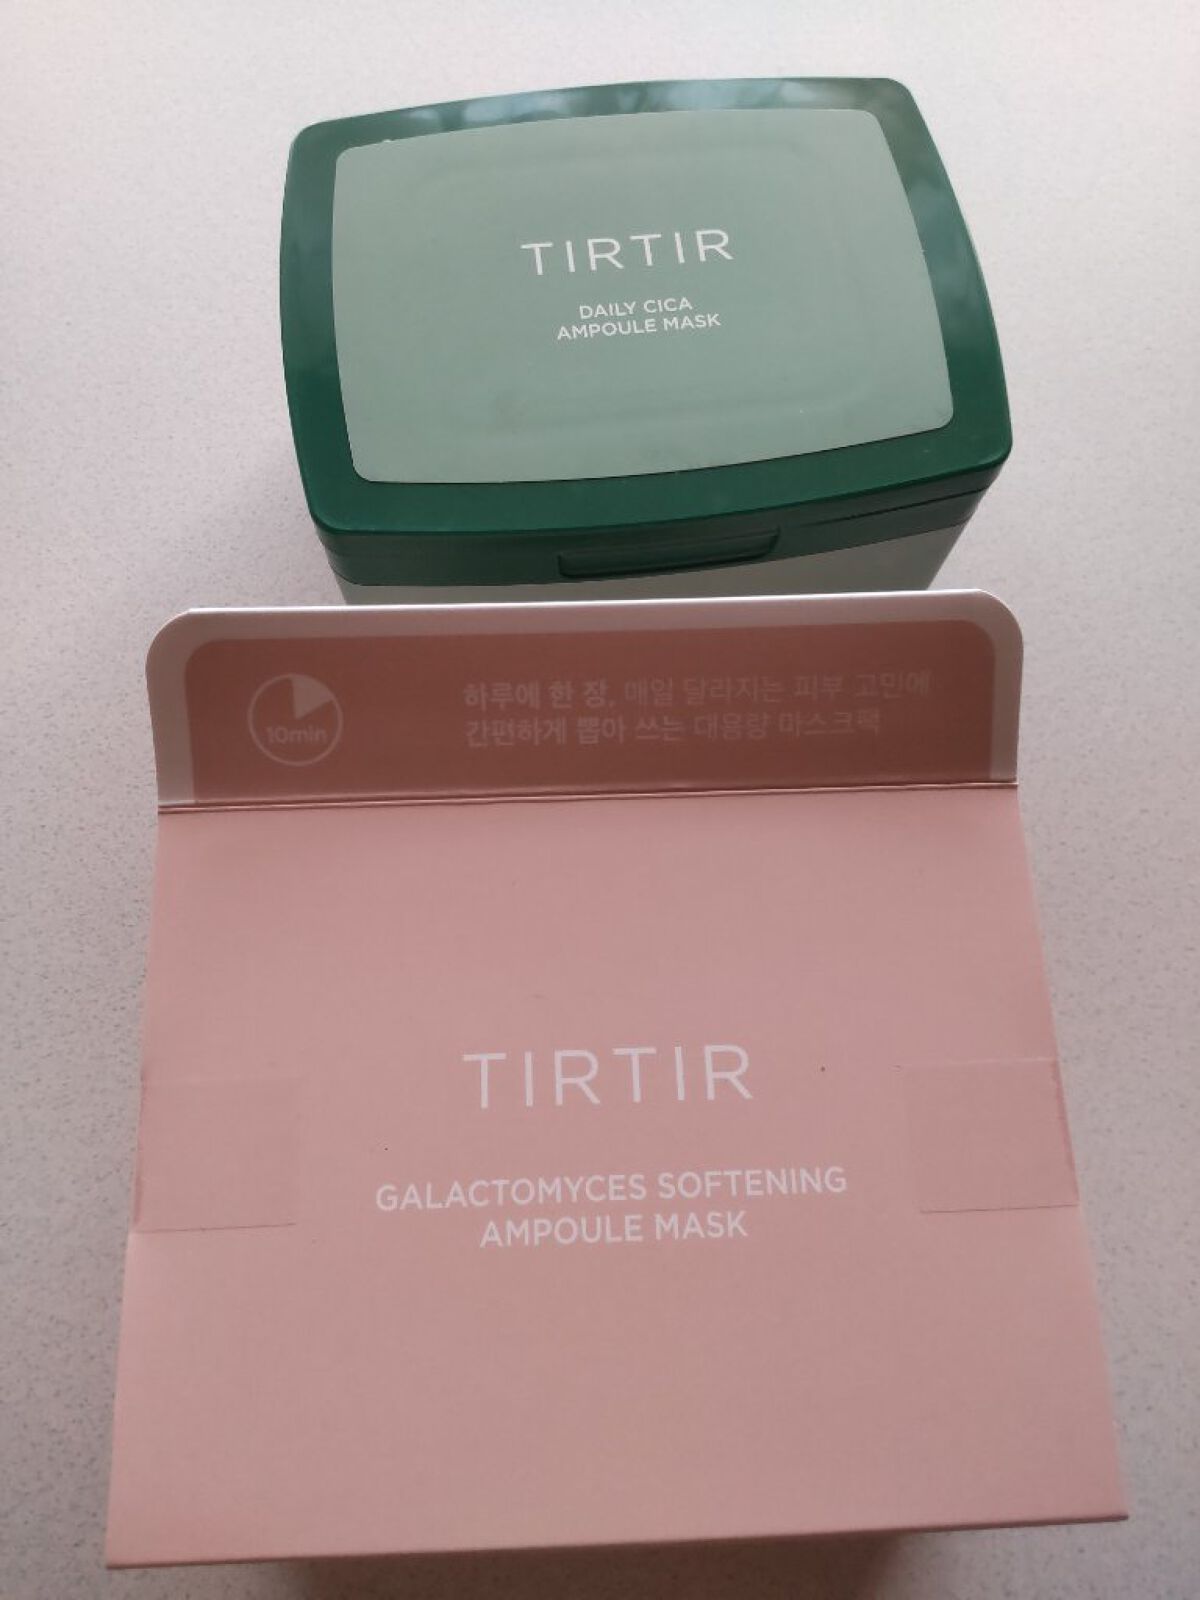 TIRTIR
DAILY CICA
AMPOULE MASK
10min
하루에 한 장, 매일 달라지는 피부 고민에
간편하게 뽑아 쓰는 대용량 마스크팩
TIRTIR
GALACTOMYCES SOFTENING
AMPOULE MASK